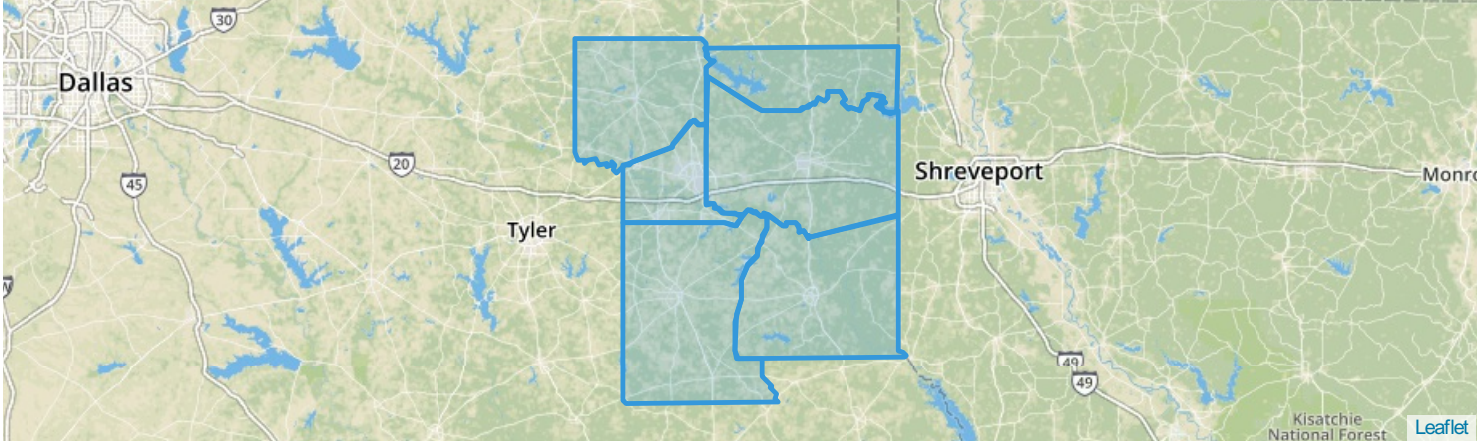 30
Dallas
20
45
Shreveport
Monro
Tyler
W
49
49
Kisatchie
National Forest
Leaflet